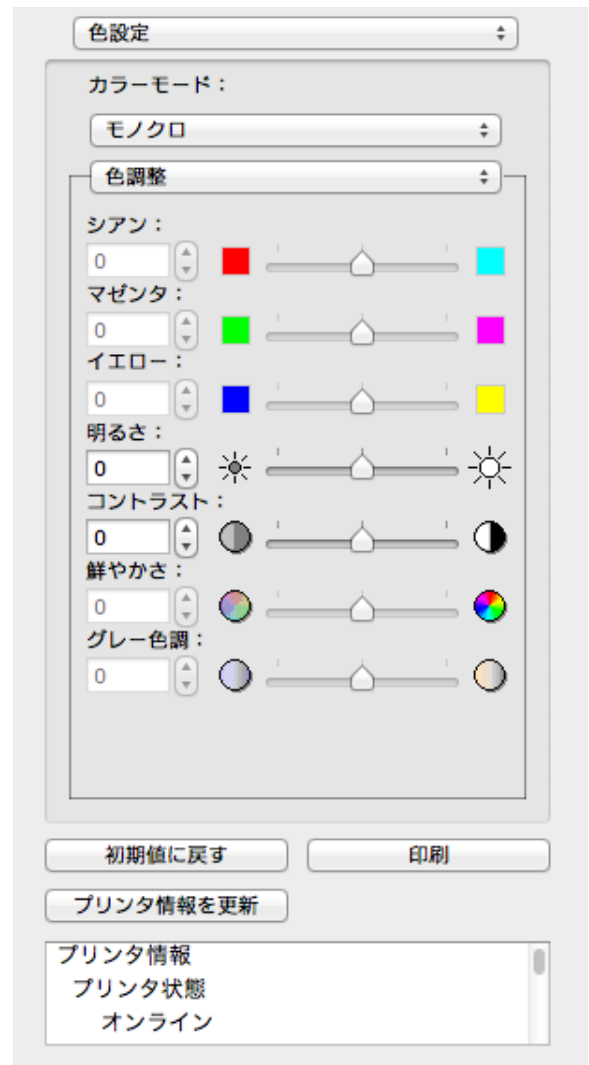 色設定
カラーモード：
モノクロ
色調整
シアン：
0
マゼンタ：
0
イエロー：
0
明るさ：
0
コントラスト：
0
鮮やかさ：
0
グレー色調：
0
初期値に戻す
印刷
プリンタ情報を更新
プリンタ情報
プリンタ状態
オンライン